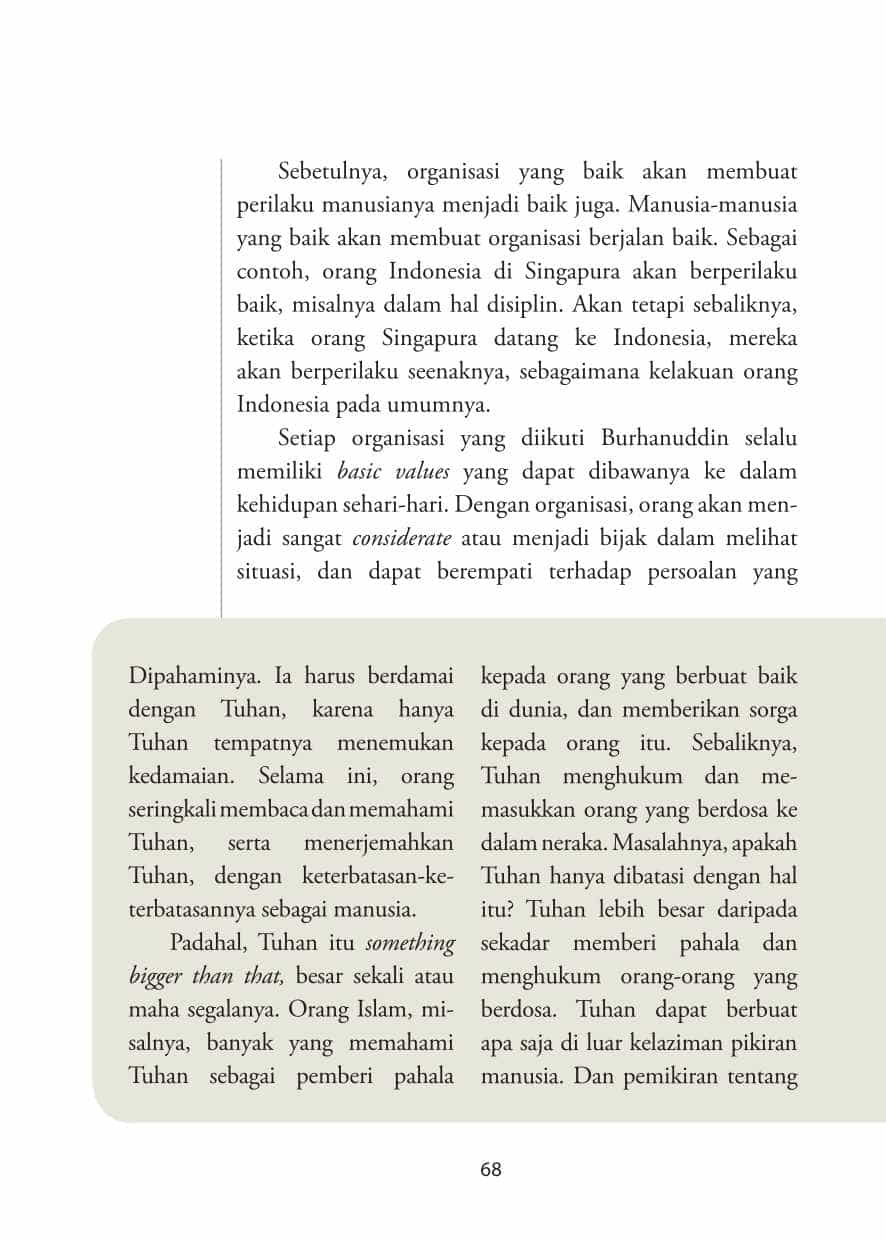 Sebetulnya, organisasi yang baik akan membuat
perilaku manusianya menjadi baik juga. Manusia-manusia
yang baik akan membuat organisasi berjalan baik. Sebagai
contoh, orang Indonesia di Singapura akan berperilaku
baik, misalnya dalam hal disiplin. Akan tetapi sebaliknya,
ketika orang Singapura datang ke Indonesia, mereka
akan berperilaku seenaknya, sebagaimana kelakuan orang
Indonesia pada umumnya.
Setiap organisasi yang diikuti Burhanuddin selalu
memiliki basic values yang dapat dibawanya ke dalam
kehidupan sehari-hari. Dengan organisasi, orang akan men-
jadi sangat considerate atau menjadi bijak dalam melihat
situasi, dan dapat berempati terhadap persoalan yang
Dipahaminya. Ia harus berdamai
dengan Tuhan, karena hanya
Tuhan tempatnya menemukan
kedamaian. Selama ini, orang
seringkali membaca dan memahami
Tuhan, serta menerjemahkan
Tuhan, dengan keterbatasan-ke-
terbatasannya sebagai manusia.
Padahal, Tuhan itu something
bigger than that, besar sekali atau
maha segalanya. Orang Islam, mi-
salnya, banyak yang memahami
Tuhan sebagai pemberi pahala
kepada orang yang berbuat baik
di dunia, dan memberikan sorga
kepada orang itu. Sebaliknya,
Tuhan menghukum dan me-
masukkan orang yang berdosa ke
dalam neraka. Masalahnya, apakah
Tuhan hanya dibatasi dengan hal
itu? Tuhan lebih besar daripada
sekadar memberi pahala dan
menghukum orang-orang yang
berdosa. Tuhan dapat berbuat
apa saja di luar kelaziman pikiran
manusia. Dan pemikiran tentang
68